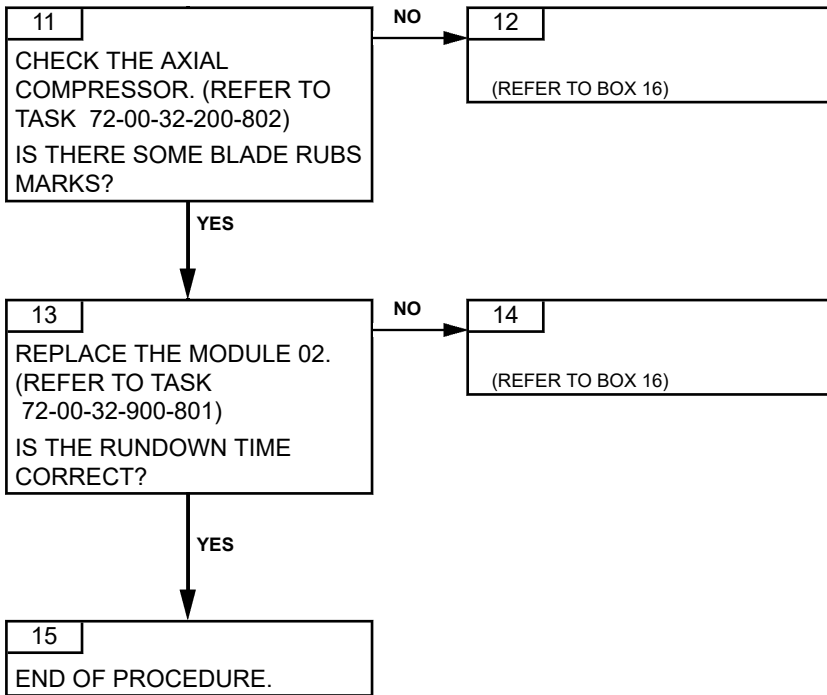 11
CHECK THE AXIAL
COMPRESSOR. (REFER TO
TASK 72-00-32-200-802)
IS THERE SOME BLADE RUBS
MARKS?
NO
12
(REFER TO BOX 16)
YES
13
REPLACE THE MODULE 02.
(REFER TO TASK
72-00-32-900-801)
IS THE RUNDOWN TIME
CORRECT?
NO
14
(REFER TO BOX 16)
YES
15
END OF PROCEDURE.